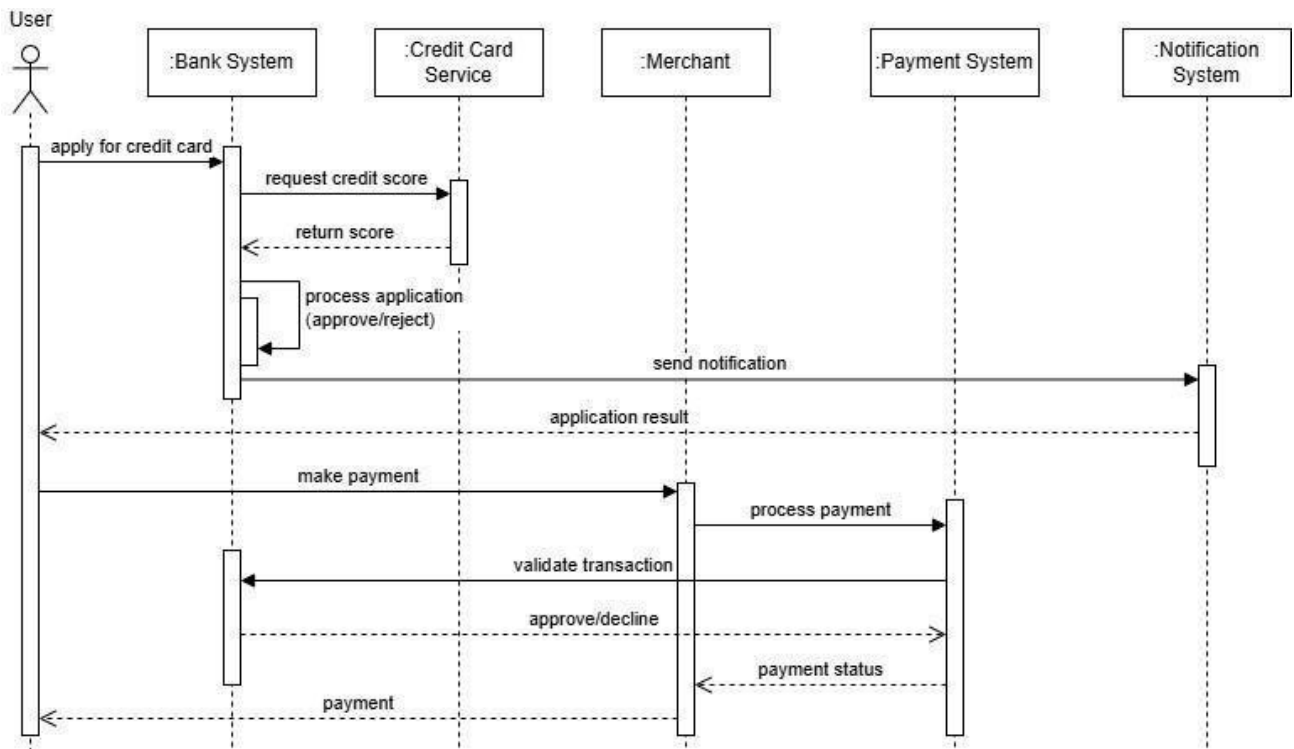 User
:Bank System
:Credit Card
Service
:Merchant
:Payment System
:Notification
System
apply for credit card
request credit score
return score
process application
(approve/reject)
send notification
application result
make payment
process payment
validate transaction
approve/decline
payment status
payment